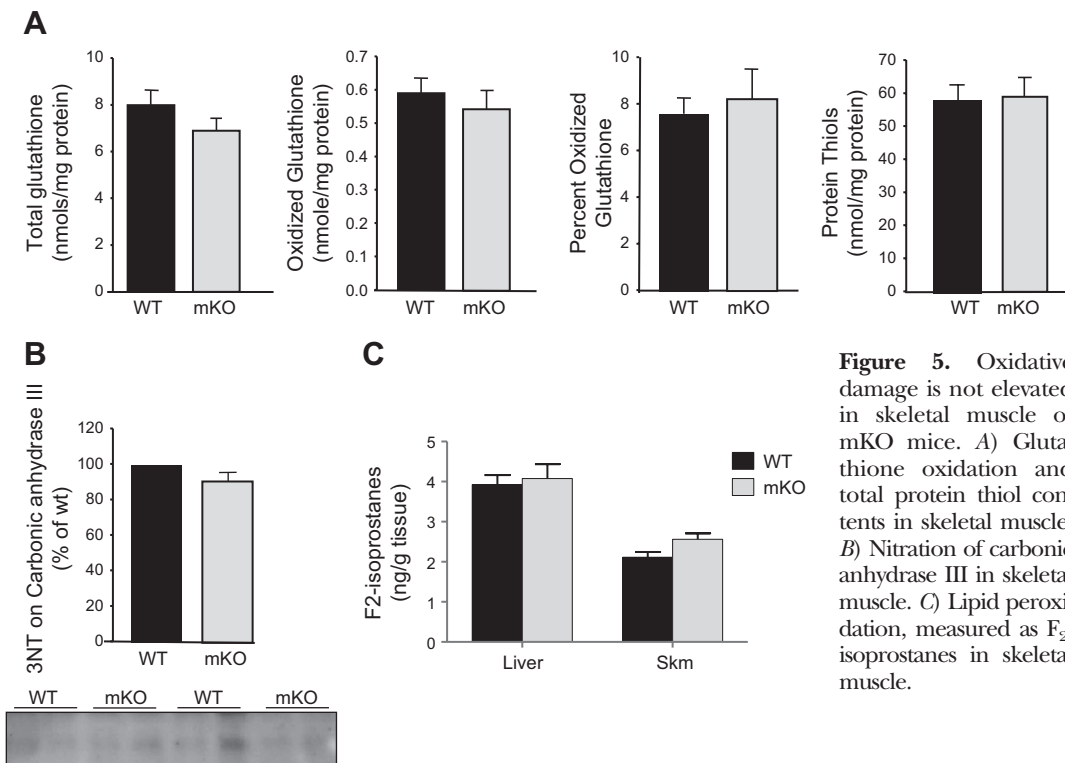 A
Total glutathione
(nmols/mg protein)
10
8
6
4
2
0
WT mKO
Oxidized Glutathione
(nmole/mg protein)
0.6
0.7
0.5
0.4
0.3
0.2
0.1
0.0
WT mKO
Percent Oxidized
Glutathione
10
8
6
4
2
0
WT mKO
Protein Thiols
(nmol/mg protein)
70
60
50
40
30
20
10
0
WT mKO
B
3NT on Carbonic anhydrase III
(% of wt)
120
100
80
60
40
20
0
WT mKO
WT mKO WT mKO
C
F2-isoprostanes
(ng/g tissue)
5
4
3
2
1
0
Liver Skm
WT
mKO
Figure 5. Oxidative
damage is not elevated
in skeletal muscle o
mKO mice. A) Gluta
thione oxidation and
total protein thiol con
tents in skeletal muscle
B) Nitration of carbonic
anhydrase III in skeleta
muscle. C) Lipid peroxi
dation, measured as F2
isoprostanes in skeleta
muscle.